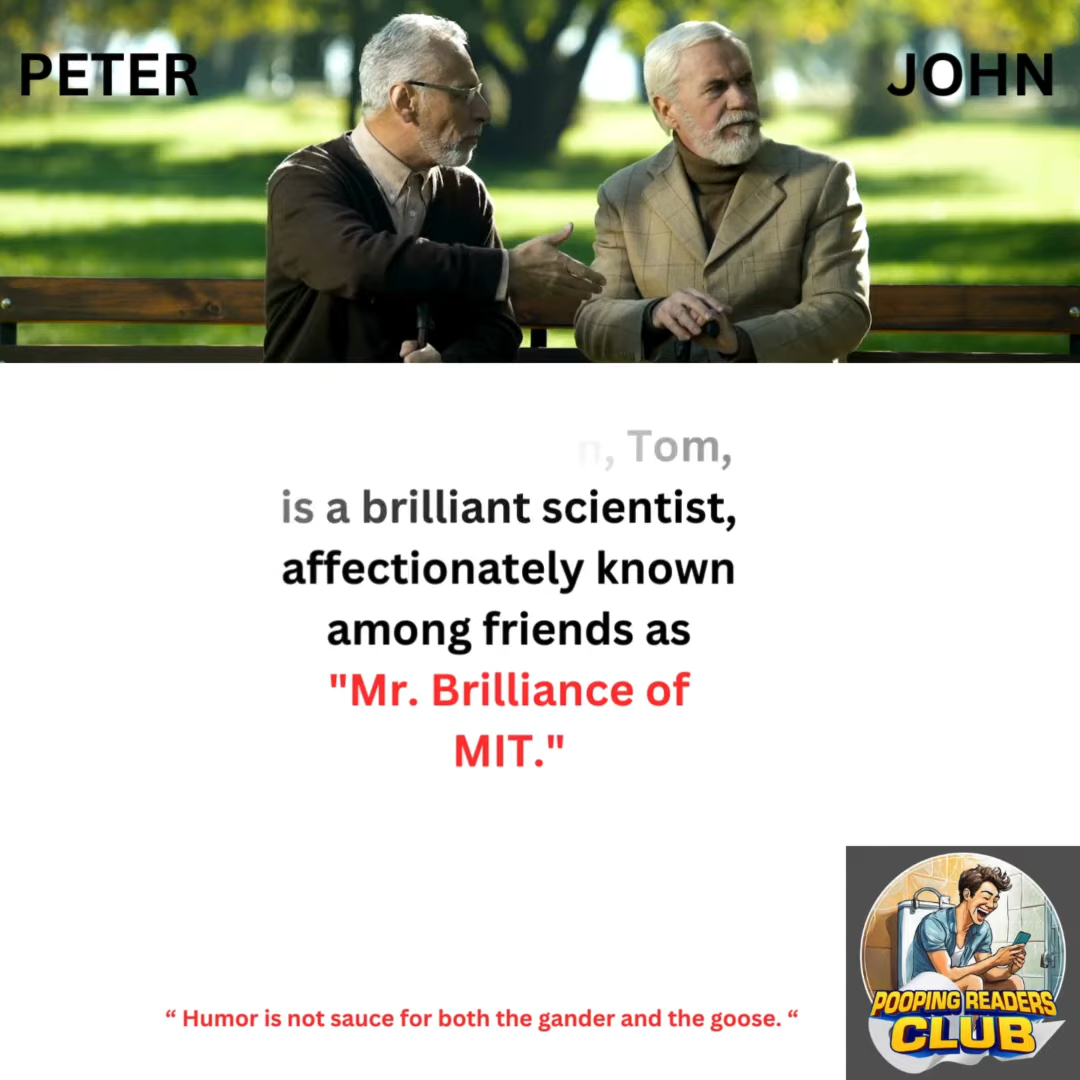 PETER
JOHN
n, Tom,
is a brilliant scientist,
affectionately known
among friends as
"Mr. Brilliance of
MIT."
“ Humor is not sauce for both the gander and the goose. “
POOPING READERS
CLUB